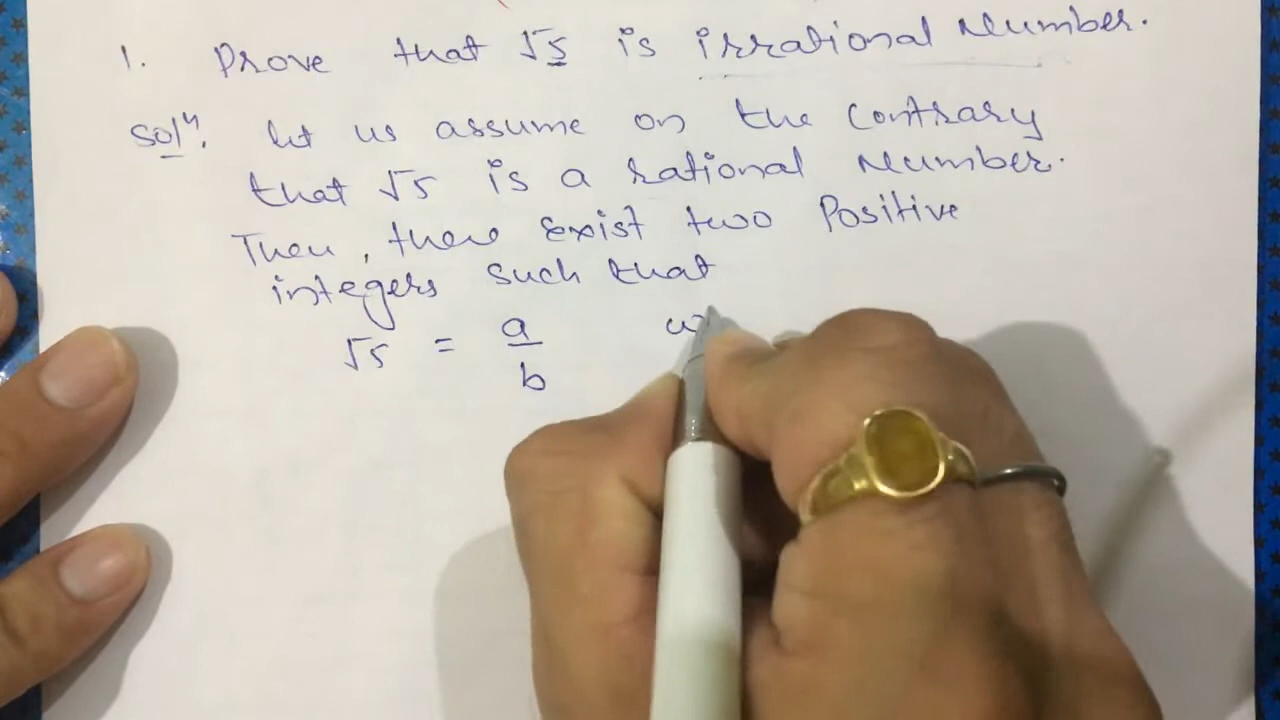 1. Prove that √5 is irrational Number.
Solⁿ. let us assume on the contrary
that √5 is a rational Number.
Then, there exist two Positive
integers such that
√5 = a/b